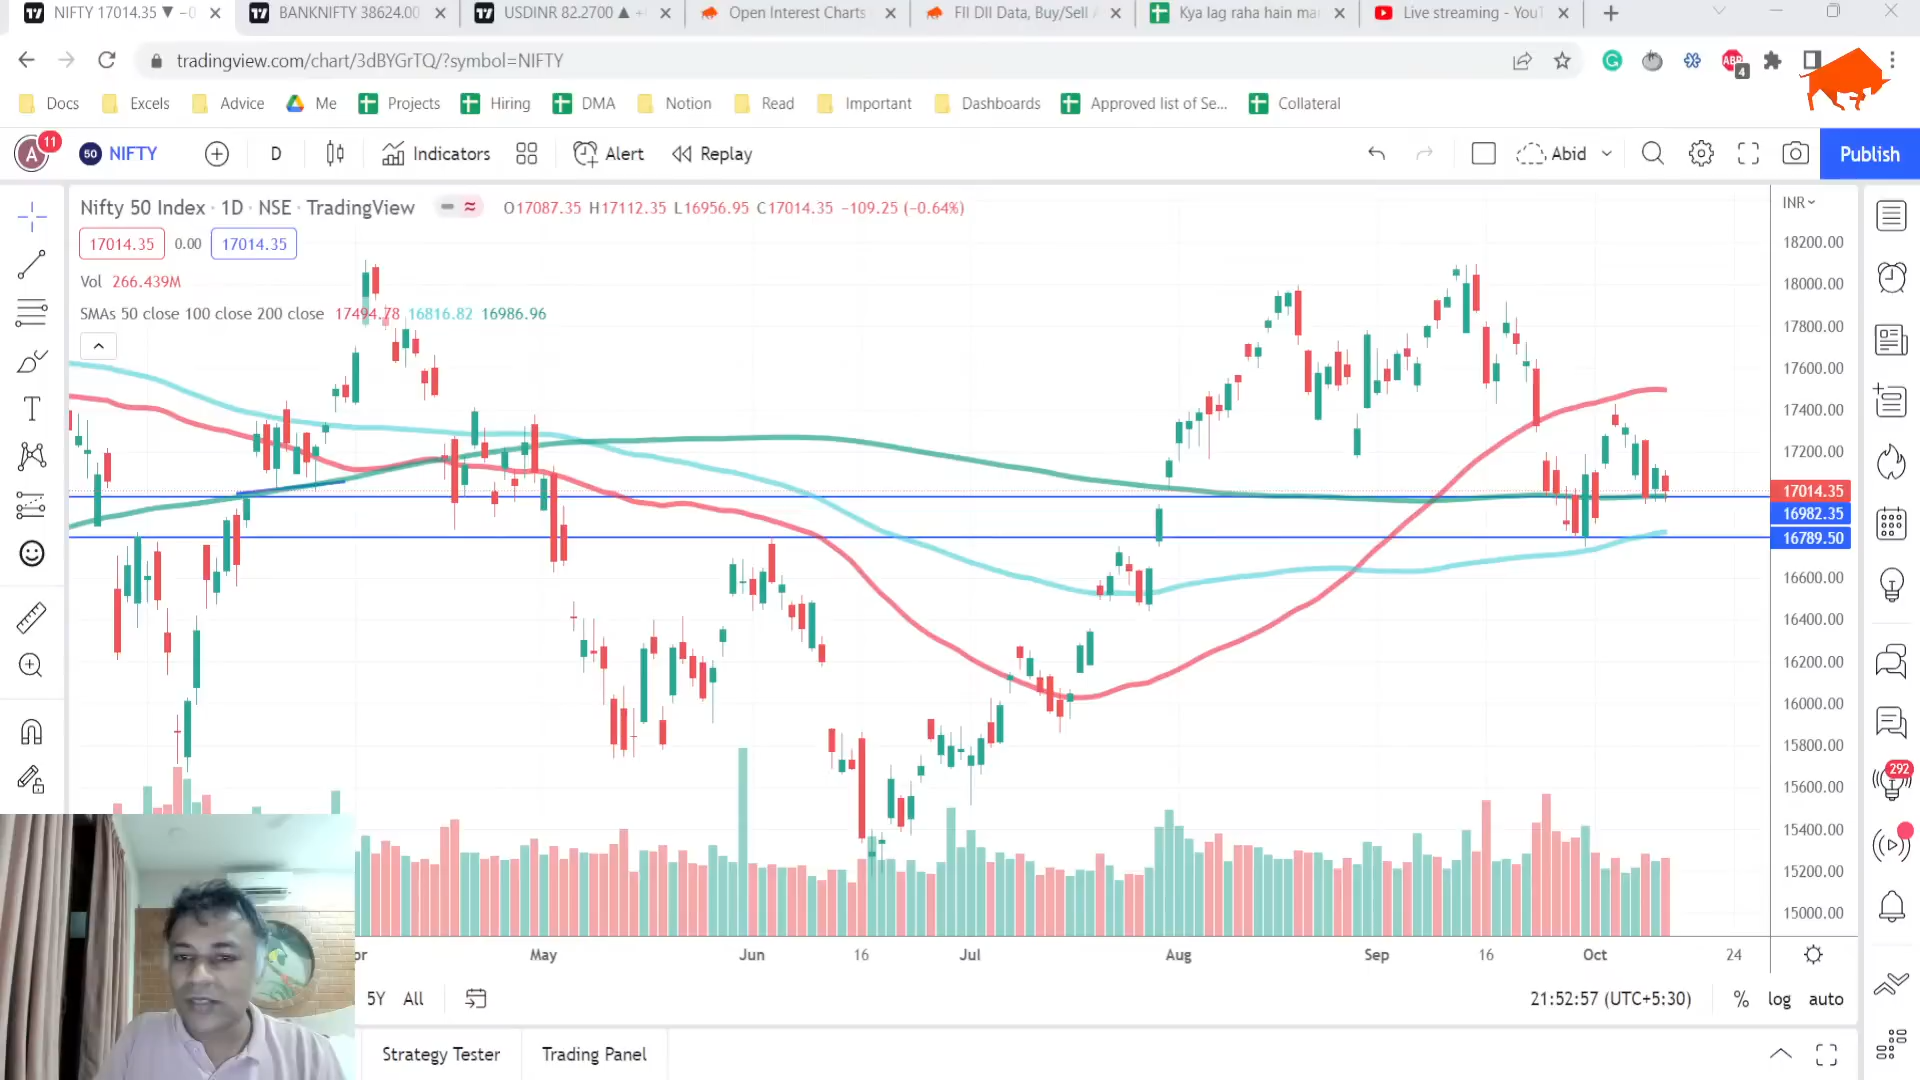 NIFTY 17014.35 ▼ −0
BANKNIFTY 38624.00
USDINR 82.2700 ▲ +
Open Interest Charts
FII DII Data, Buy/Sell
Kya lag raha hain ma
Live streaming - YouT
tradingview.com/chart/3dBYGrTQ/?symbol=NIFTY
ABP
4
Docs
Excels
Advice
Me
Projects
Hiring
DMA
Notion
Read
Important
Dashboards
Approved list of Se...
Collateral
A
11
50 NIFTY
D
Indicators
Alert
Replay
Abid
Publish
Nifty 50 Index · 1D · NSE · TradingView
O17087.35 H17112.35 L16956.95 C17014.35 −109.25 (−0.64%)
INR
17014.35 0.00 17014.35
Vol 266.439M
SMAs 50 close 100 close 200 close 17494.78 16816.82 16986.96
18200.00
18000.00
17800.00
17600.00
17400.00
17200.00
17014.35
16982.35
16789.50
16600.00
16400.00
16200.00
16000.00
15800.00
15600.00
15400.00
15200.00
15000.00
292
May
Jun
16
Jul
Aug
Sep
16
Oct
24
5Y
All
21:52:57 (UTC+5:30)
%
log
auto
Strategy Tester
Trading Panel